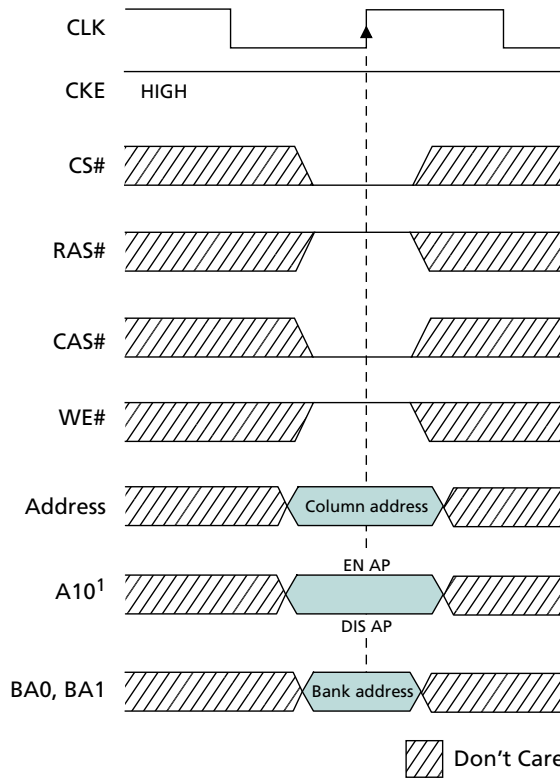 CLK
CKE HIGH
CS#
RAS#
CAS#
WE#
Address Column address
EN AP
A10¹
DIS AP
BA0, BA1 Bank address
Don't Care